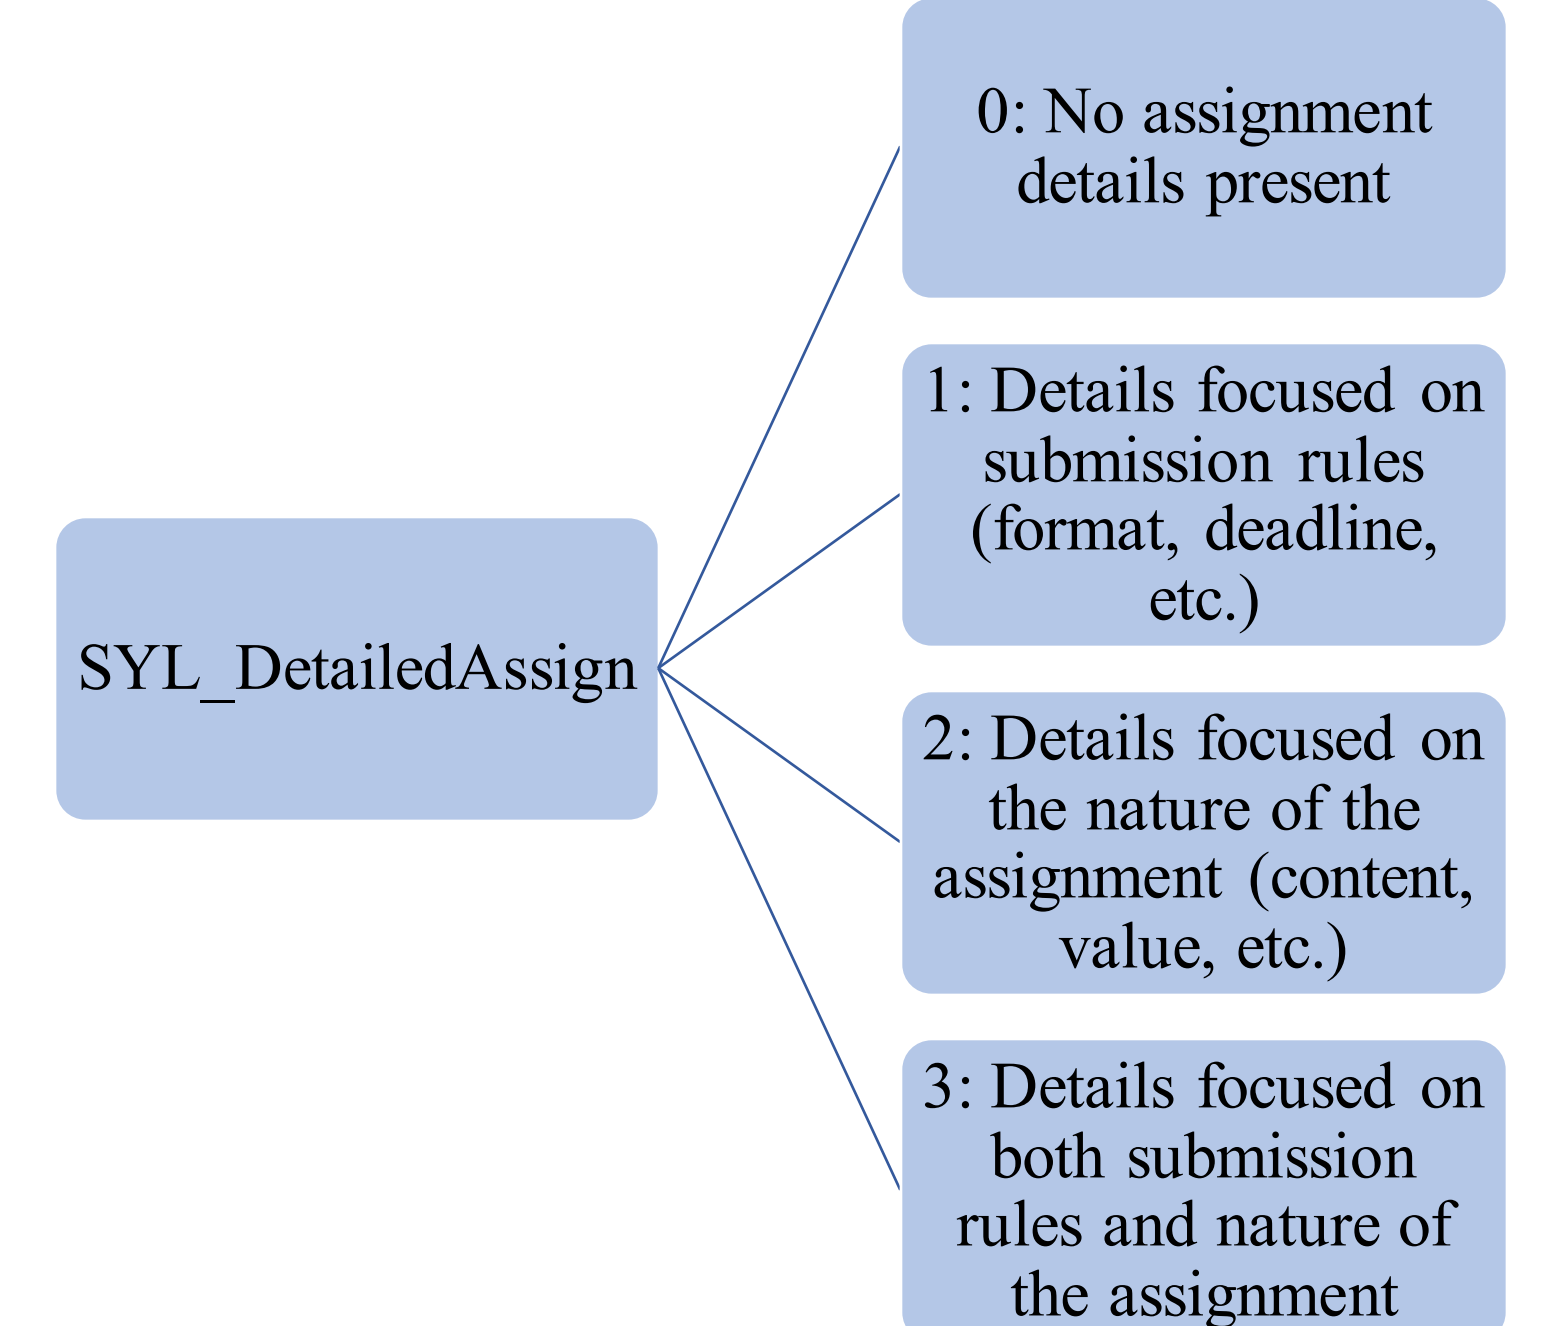 0: No assignment
details present
1: Details focused on
submission rules
(format, deadline,
etc.)
SYL_DetailedAssign
2: Details focused on
the nature of the
assignment (content,
value, etc.)
3: Details focused on
both submission
rules and nature of
the assignment